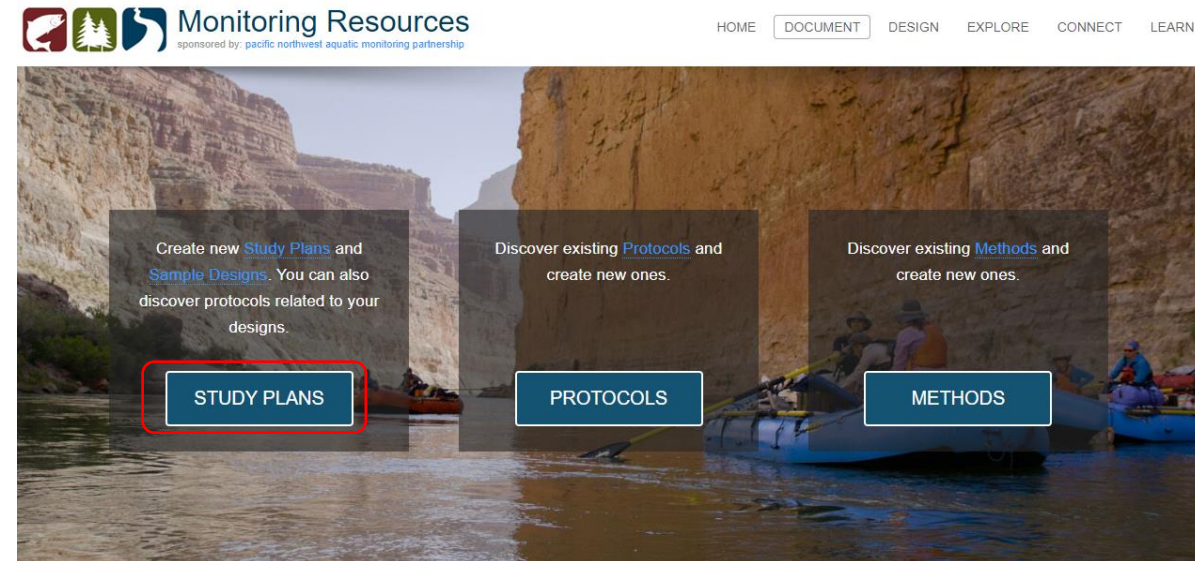 Monitoring Resources
sponsored by: pacific northwest aquatic monitoring partnership
HOME DOCUMENT DESIGN EXPLORE CONNECT LEARN
Create new Study Plans and
Sample Designs. You can also
discover protocols related to your
designs.
STUDY PLANS
Discover existing Protocols and
create new ones.
PROTOCOLS
Discover existing Methods and
create new ones.
METHODS